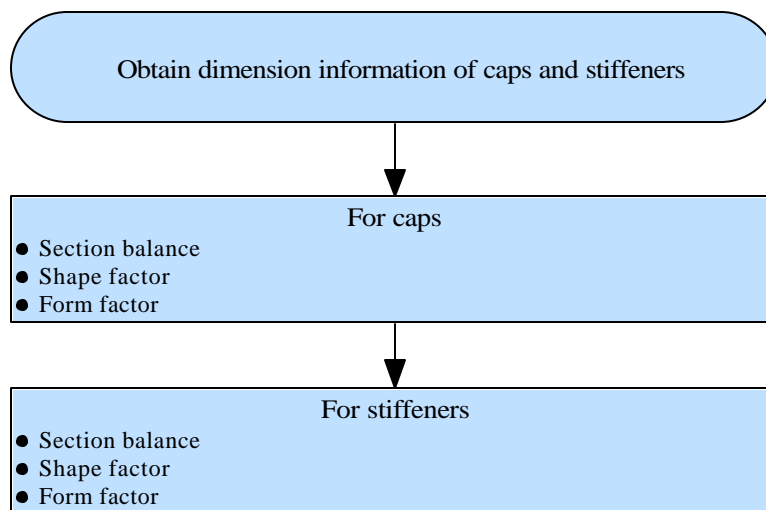 Obtain dimension information of caps and stiffeners
For caps
● Section balance
● Shape factor
● Form factor
For stiffeners
● Section balance
● Shape factor
● Form factor